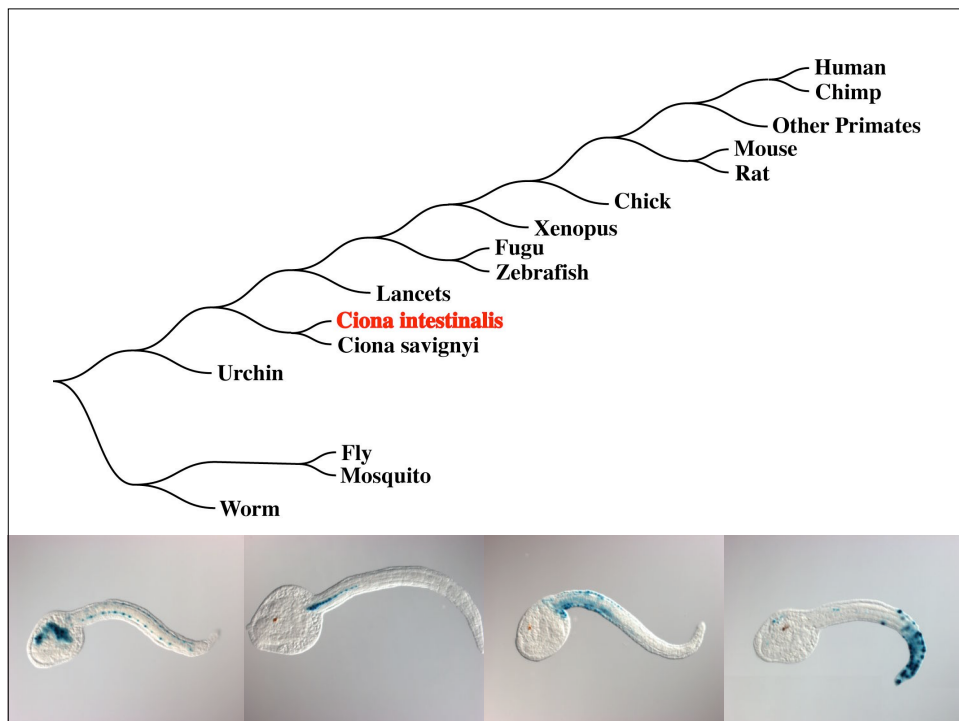 Human
Chimp
Other Primates
Mouse
Rat
Chick
Xenopus
Fugu
Zebrafish
Lancets
Ciona intestinalis
Ciona savignyi
Urchin
Fly
Mosquito
Worm